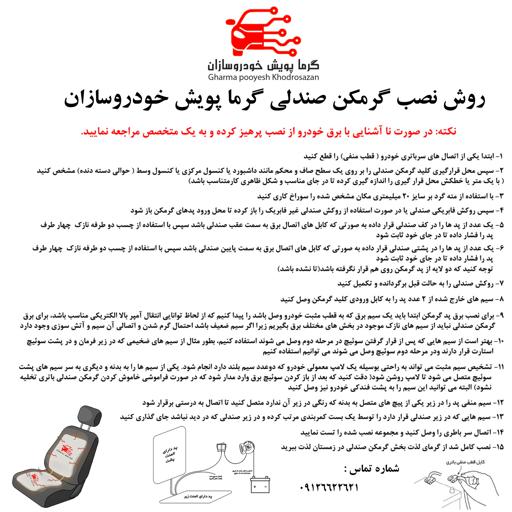 گرما پویش خودروسازان
Gharma pooyesh Khodrosazan
روش نصب گرمکن صندلی گرما پویش خودروسازان
نکته: در صورت نا آشنایی با برق خودرو از نصب پرهیز کرده و به یک متخصص مراجعه نمایید.
۱- ابتدا یکی از اتصال های سرباتری خودرو ( قطب منفی) را قطع کنید
۲- سپس محل قرارگیری کلید گرمکن صندلی را بر روی یک سطح صاف و محکم مانند داشبورد یا کنسول مرکزی یا کنسول وسط ( حوالی دسته دنده) مشخص کنید
( با یک متر یا خطکش محل قرار گیری را اندازه گیری کرده تا در جای مناسب و شکل ظاهری کارمتناسب باشد)
۳- با استفاده از مته گرد بر سایز ۲۰ میلیمتری مکان مشخص شده را سوراخ کاری کنید
۴- سپس روکش فابریکی صندلی یا در صورت استفاده از روکش صندلی غیر فابریک را باز کرده تا محل ورود پدهای گرمکن باز شود
۵- یک عدد از پد ها را در کف صندلی قرار داده به صورتی که کابل های اتصال برق به سمت عقب صندلی باشد سپس با استفاده از چسب دو طرفه نازک چهار طرف
پد را فشار داده تا در جای خود ثابت شود
۶- یک عدد از پد ها را در پشتی صندلی قرار داده به صورتی که کابل های اتصال برق به سمت پایین صندلی باشد سپس با استفاده از چسب دو طرفه نازک چهار طرف
پد را فشار داده تا در جای خود ثابت شود
توجه کنید که دو لایه از پد گرمکن روی هم قرار نگرفته باشد(تا نشده باشد)
۷- روکش صندلی را به حالت قبل برگردانده و تکمیل کنید
۸- سیم های خارج شده از ۲ عدد پد را به کابل ورودی کلید گرمکن وصل کنید
۹- برای نصب برق پد گرمکن ابتدا باید یک سیم برق که به قطب مثبت خودرو وصل باشد را پیدا کنیم که از لحاظ توانایی انتقال آمپر بالا الکتریکی مناسب باشد، برای برق
گرمکن صندلی نباید از سیم های نازک موجود در بخش های مختلف برق بگیریم زیرا اگر سیم ضعیف باشد احتمال گرم شدن و اتصالی آن سیم و آتش سوزی وجود دارد
۱۰- بهتر است از سیم هایی که پس از قرار گرفتن سوئیچ در مرحله دوم وصل می شوند استفاده کنیم، بطور مثال از سیم های ضخیمی که در زیر فرمان و در پشت سوئیچ
استارت قرار دارند ودر مرحله دوم سوئیچ وصل می شوند می توانیم استفاده کنیم
۱۱- تشخیص سیم مثبت می تواند به راحتی بوسیله یک لامپ معمولی خودرو که دوعدد سیم بلند دارد انجام شود. یکی از سیم ها را به بدنه و دیگری به سر سیم های پشت
سوئیچ متصل می شود تا لامپ روشن شود( دقت کنید که بعد از باز کردن سوئیچ برق وارد مدار شود که در صورت فراموشی خاموش کردن گرمکن صندلی باتری تخلیه
نشود) البته می توانید این سیم را به پشت فندکی خودرو نیز وصل کنید
۱۲- سیم منفی پد را در زیر یکی از پیچ های متصل به بدنه که رنگی در زیر آن ندارد متصل کنید تا اتصال به درستی برقرار شود
۱۳- سیم هایی که در زیر صندلی قرار دارد را توسط یک بست کمربندی مرتب کرده و در زیر صندلی که در دید نباشد جای گذاری کنید
۱۴- اتصال سر باطری را وصل کنید و مجموعه نصب شده را تست نمایید
۱۵- نصب کامل شد از گرمای لذت بخش گرمکن صندلی در زمستان لذت ببرید
کابل قطب منفی باتری
شماره تماس :
۰۹۱۲۶۶۲۲۶۲۱